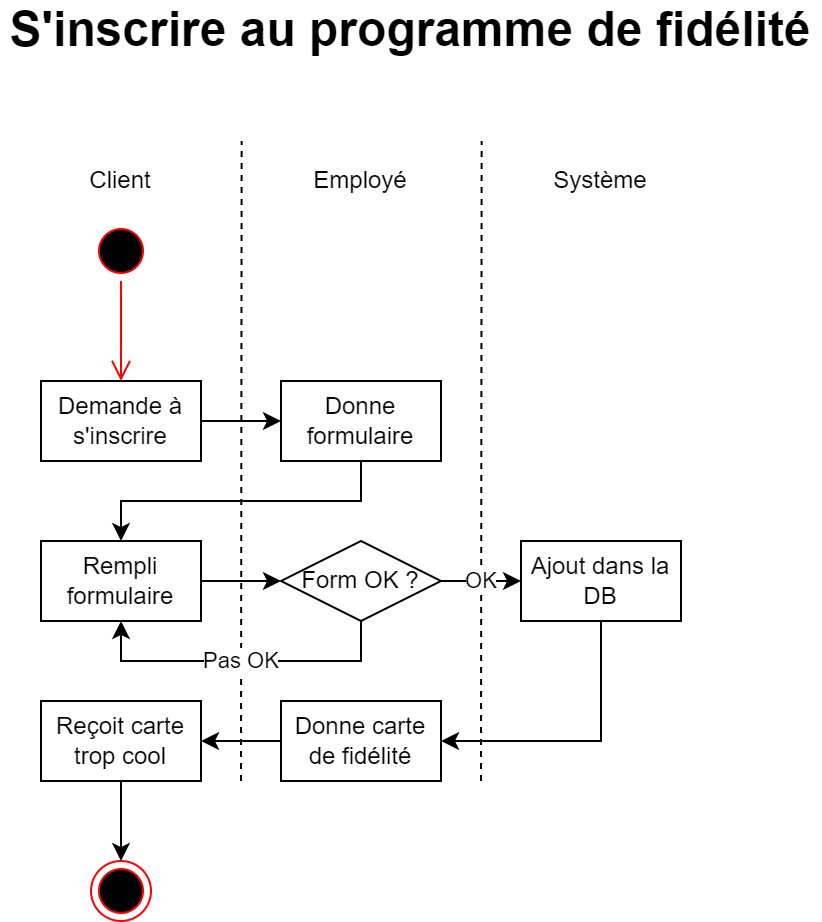 S'inscrire au programme de fidélité
Client
Employé
Système
Demande à
s'inscrire
Donne
formulaire
Rempli
formulaire
Form OK ?
OK
Ajout dans la
DB
Pas OK
Reçoit carte
trop cool
Donne carte
de fidélité